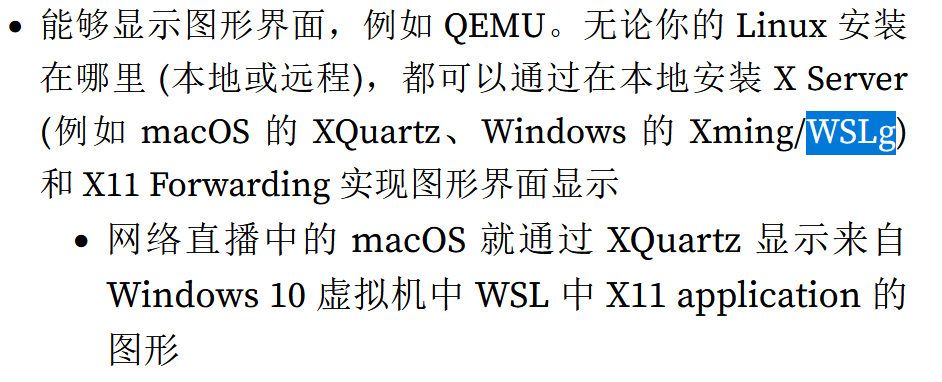 • 能够显示图形界面，例如 QEMU。无论你的 Linux 安装
在哪里 (本地或远程)，都可以通过在本地安装 X Server
(例如 macOS 的 XQuartz、Windows 的 Xming/WSLg)
和 X11 Forwarding 实现图形界面显示
• 网络直播中的 macOS 就通过 XQuartz 显示来自
Windows 10 虚拟机中 WSL 中 X11 application 的
图形